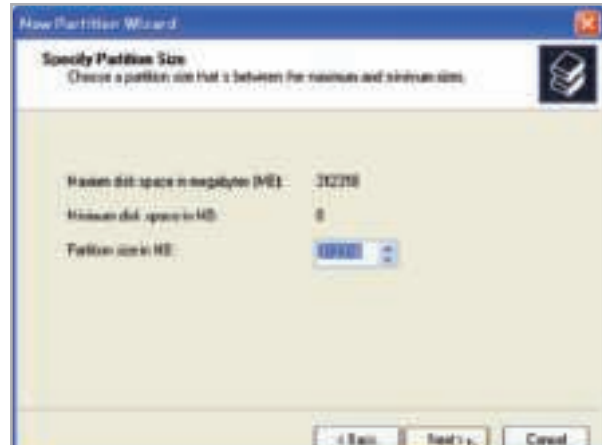 New Partition Wizard
Specify Partition Size
Choose a partition size that is between the maximum and minimum sizes.
Maximum disk space in megabytes (MB):
Minimum disk space in MB: 8
Partition size in MB:
< Back Next > Cancel